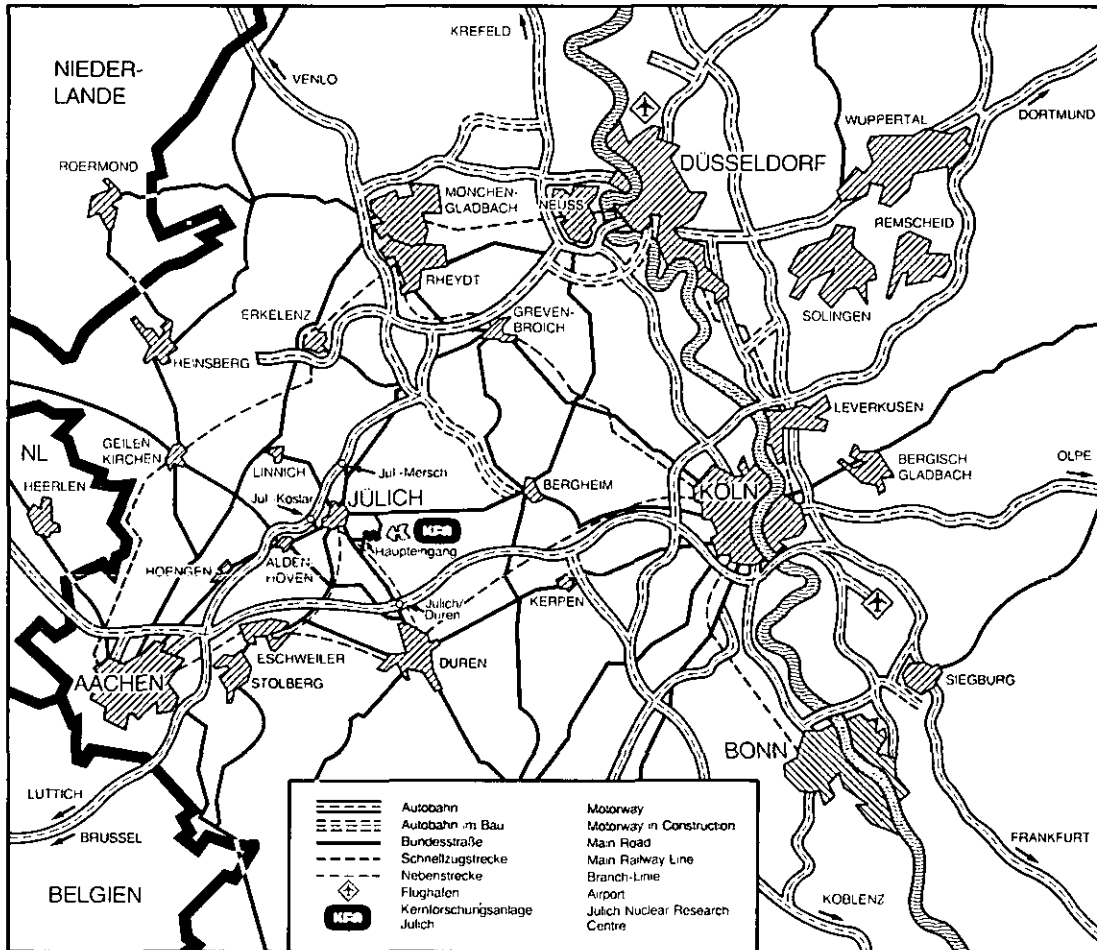 KREFELD
NIEDER-
LANDE
VENLO
DORTMUND
WUPPERTAL
DÜSSELDORF
ROERMOND
MÖNCHEN-
GLADBACH
NEUSS
REMSCHEID
RHEYDT
ERKELENZ
GREVEN-
BROICH
SOLINGEN
HEINSBERG
LEVERKUSEN
GEILEN
KIRCHEN
NL
LINNICH
Jül.-Mersch
BERGISCH
GLADBACH
OLPE
HEERLEN
Jül.-Koslar
JÜLICH
BERGHEIM
KÖLN
KFA
Haupteingang
HOENGEN
ALDEN-
HOVEN
Jülich/
Düren
KERPEN
ESCHWEILER
DÜREN
AACHEN
STOLBERG
SIEGBURG
BONN
LÜTTICH
BRÜSSEL
FRANKFURT
BELGIEN
KOBLENZ
Autobahn Motorway
Autobahn im Bau Motorway in Construction
Bundesstraße Main Road
Schnellzugstrecke Main Railway Line
Nebenstrecke Branch-Linie
Flughafen Airport
KFA Kernforschungsanlage Jülich Nuclear Research
Jülich Centre